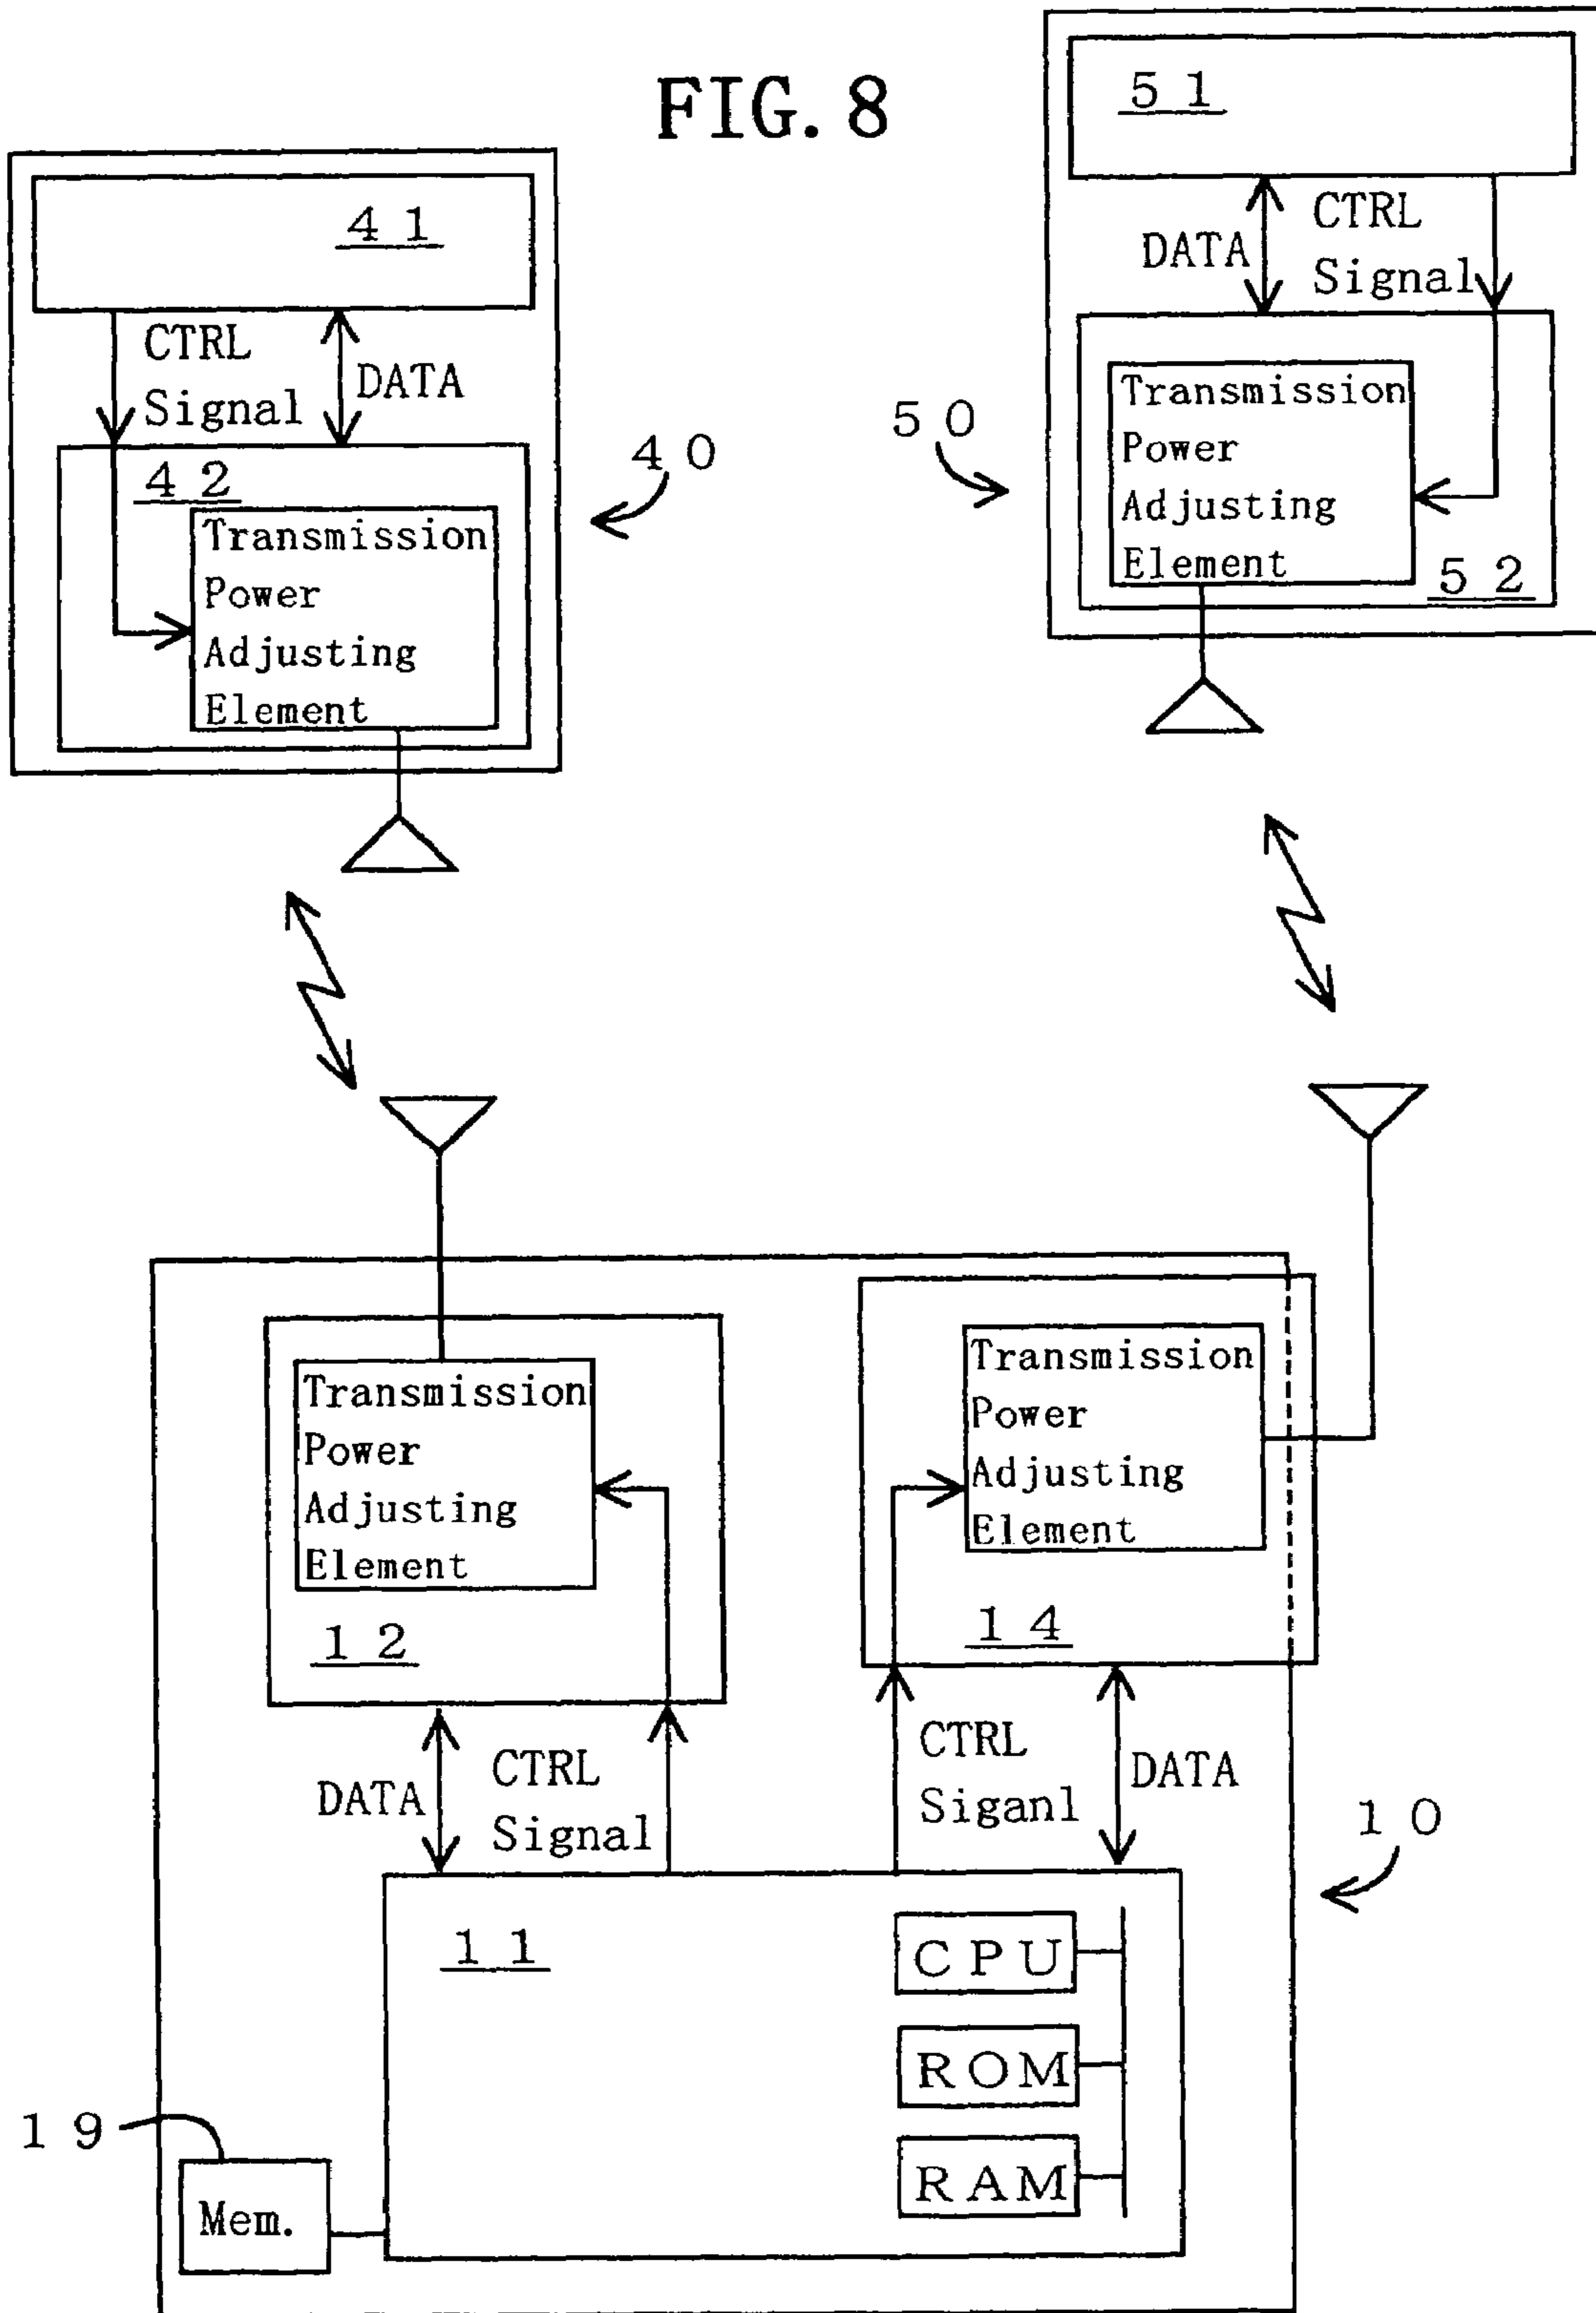 FIG. 8
41
CTRL
Signal
DATA
42
Transmission
Power
Adjusting
Element
40
51
DATA
CTRL
Signal
Transmission
Power
Adjusting
Element
52
50
Transmission
Power
Adjusting
Element
12
DATA
CTRL
Signal
Transmission
Power
Adjusting
Element
14
CTRL
Siganl
DATA
10
11
CPU
ROM
RAM
19
Mem.